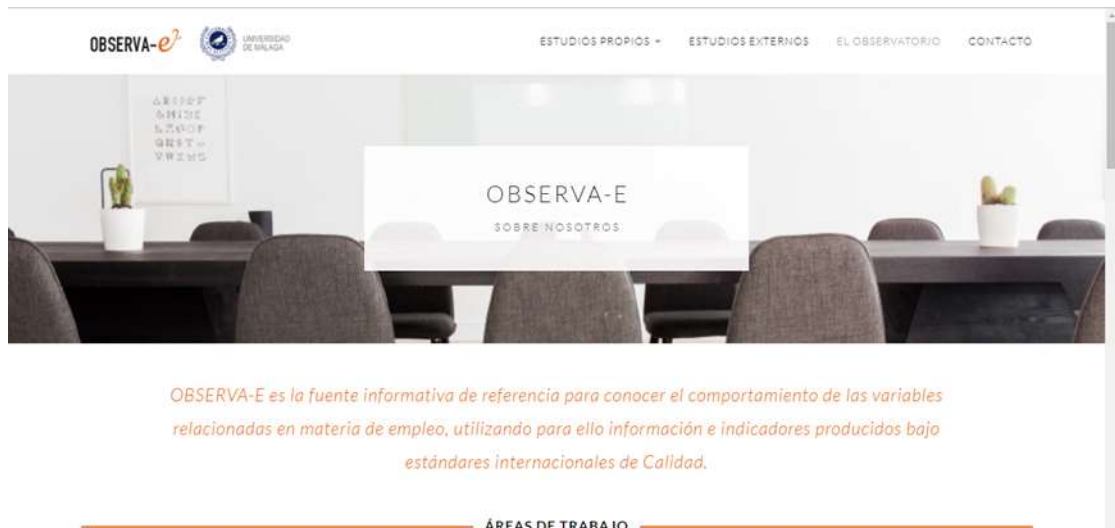 OBSERVA-e
UNIVERSIDAD
DE MÁLAGA
ESTUDIOS PROPIOS
ESTUDIOS EXTERNOS
EL OBSERVATORIO
CONTACTO
OBSERVA-E
SOBRE NOSOTROS
OBSERVA-E es la fuente informativa de referencia para conocer el comportamiento de las variables
relacionadas en materia de empleo, utilizando para ello información e indicadores producidos bajo
estándares internacionales de Calidad.
ÁREAS DE TRABAJO